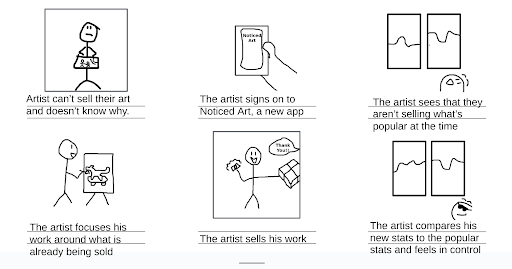 Noticed
Art
Artist can't sell their art
and doesn't know why.
The artist signs on to
Noticed Art, a new app
The artist sees that they
aren't selling what's
popular at the time
Thank
You!!
The artist focuses his
work around what is
already being sold
The artist sells his work
The artist compares his
new stats to the popular
stats and feels in control